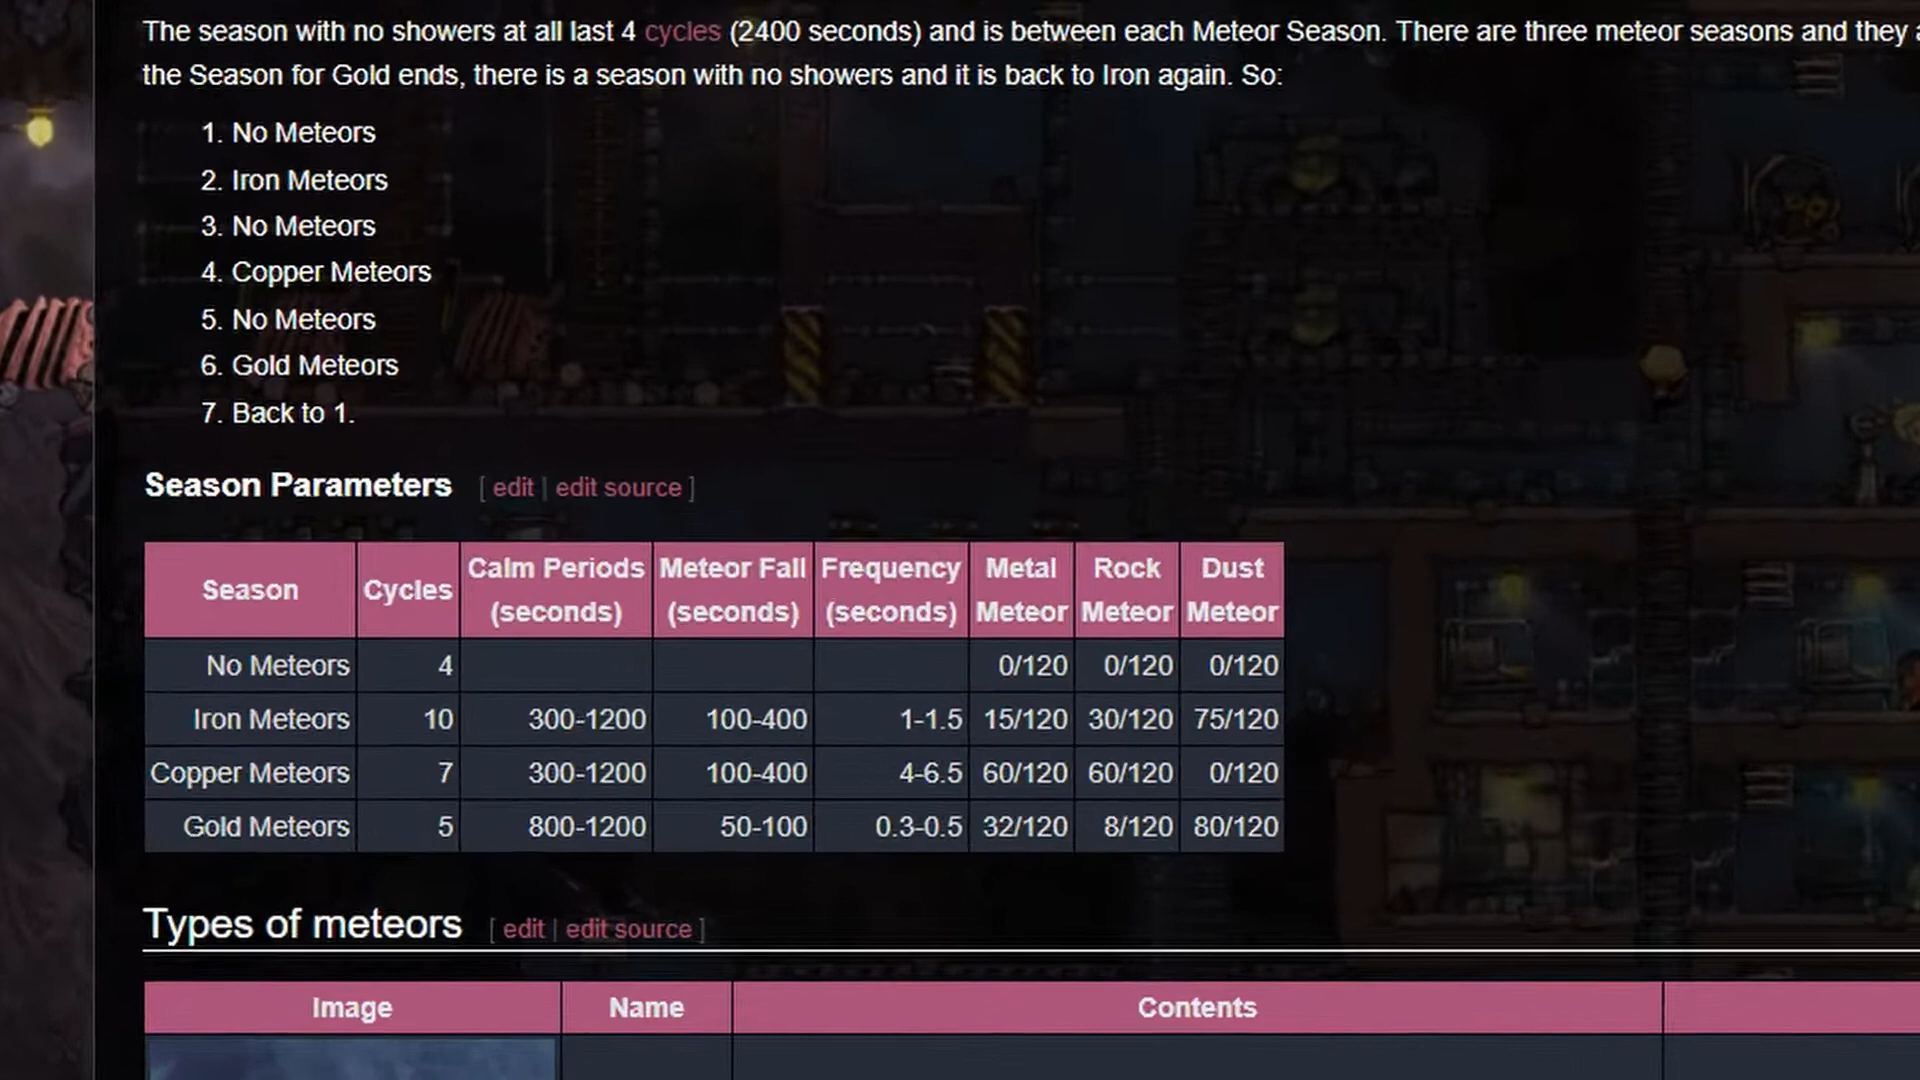 The season with no showers at all last 4 cycles (2400 seconds) and is between each Meteor Season. There are three meteor seasons and they
the Season for Gold ends, there is a season with no showers and it is back to Iron again. So:
1. No Meteors
2. Iron Meteors
3. No Meteors
4. Copper Meteors
5. No Meteors
6. Gold Meteors
7. Back to 1.
Season Parameters [ edit | edit source ]
Season Cycles Calm Periods (seconds) Meteor Fall (seconds) Frequency (seconds) Metal Meteor Rock Meteor Dust Meteor
No Meteors 4 0/120 0/120 0/120
Iron Meteors 10 300-1200 100-400 1-1.5 15/120 30/120 75/120
Copper Meteors 7 300-1200 100-400 4-6.5 60/120 60/120 0/120
Gold Meteors 5 800-1200 50-100 0.3-0.5 32/120 8/120 80/120
Types of meteors [ edit | edit source ]
Image Name Contents